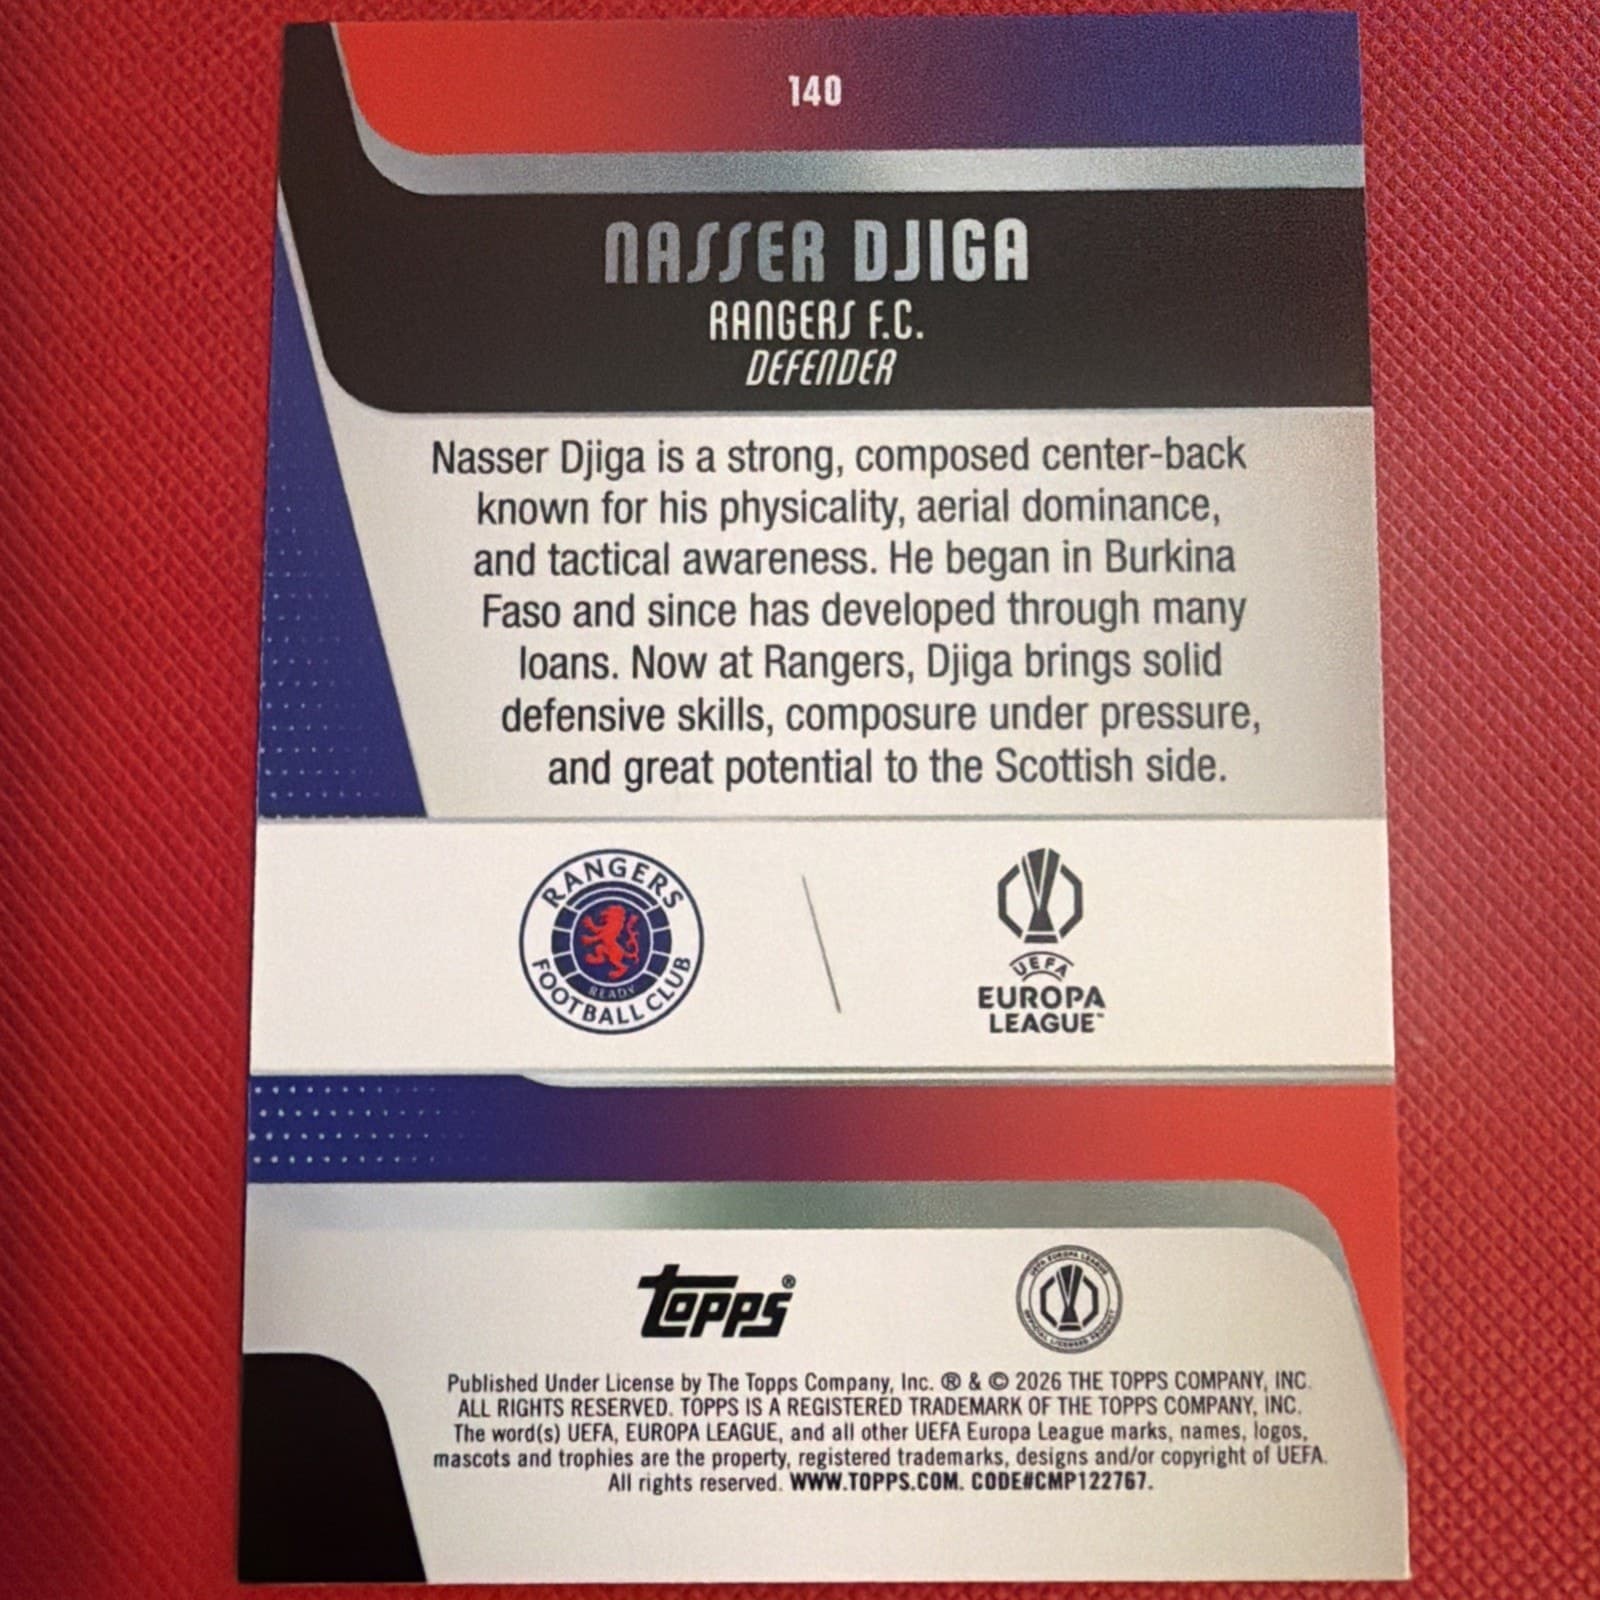 140
NASSER DJIGA
RANGERS F.C.
DEFENDER
Nasser Djiga is a strong, composed center-back
known for his physicality, aerial dominance,
and tactical awareness. He began in Burkina
Faso and since has developed through many
loans. Now at Rangers, Djiga brings solid
defensive skills, composure under pressure,
and great potential to the Scottish side.
RANGERS
READY
FOOTBALL CLUB
UEFA
EUROPA
LEAGUE™
Topps®
UEFA EUROPA LEAGUE
OFFICIAL LICENSED PRODUCT
Published Under License by The Topps Company, Inc. ® & © 2026 THE TOPPS COMPANY, INC.
ALL RIGHTS RESERVED. TOPPS IS A REGISTERED TRADEMARK OF THE TOPPS COMPANY, INC.
The word(s) UEFA, EUROPA LEAGUE, and all other UEFA Europa League marks, names, logos,
mascots and trophies are the property, registered trademarks, designs and/or copyright of UEFA.
All rights reserved. WWW.TOPPS.COM. CODE#CMP122767.